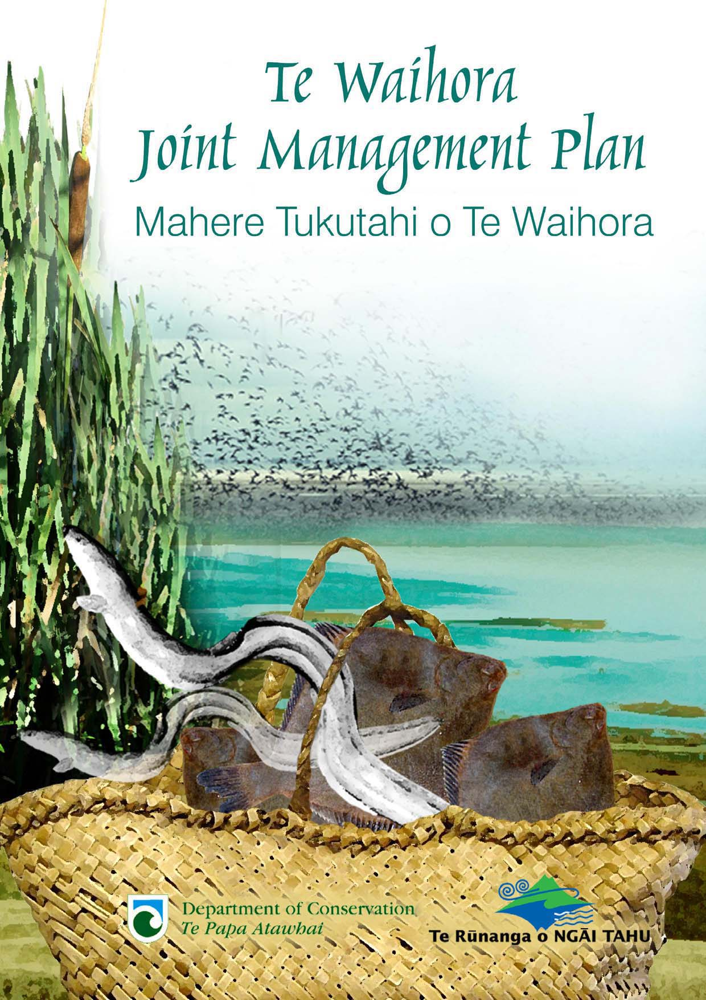 Te Waihora
Joint Management Plan
Mahere Tukutahi o Te Waihora
Department of Conservation
Te Papa Atawhai
Te Rūnanga o NGĀI TAHU